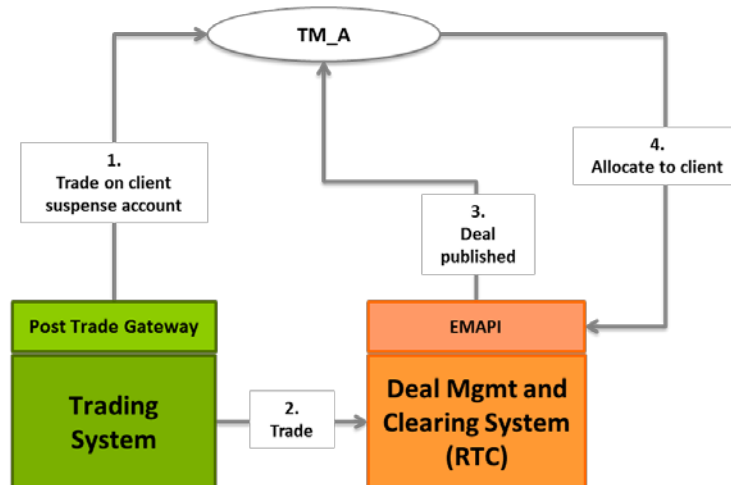 TM_A
1.
Trade on client
suspense account
4.
Allocate to client
3.
Deal
published
Post Trade Gateway
EMAPI
Trading
System
2.
Trade
Deal Mgmt and
Clearing System
(RTC)